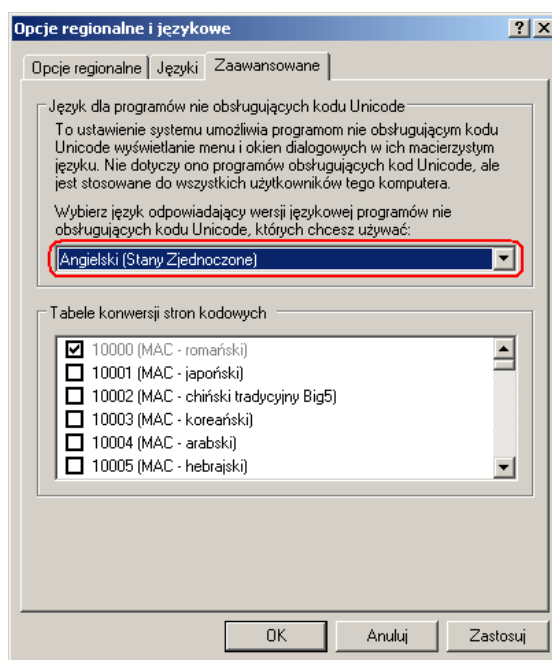 Opcje regionalne i językowe
Opcje regionalne Języki Zaawansowane
Język dla programów nie obsługujących kodu Unicode
To ustawienie systemu umożliwia programom nie obsługującym kodu
Unicode wyświetlanie menu i okien dialogowych w ich macierzystym
języku. Nie dotyczy ono programów obsługujących kod Unicode, ale
jest stosowane do wszystkich użytkowników tego komputera.
Wybierz język odpowiadający wersji językowej programów nie
obsługujących kodu Unicode, których chcesz używać:
Angielski (Stany Zjednoczone)
Tabele konwersji stron kodowych
10000 (MAC - romański)
10001 (MAC - japoński)
10002 (MAC - chiński tradycyjny Big5)
10003 (MAC - koreański)
10004 (MAC - arabski)
10005 (MAC - hebrajski)
OK Anuluj Zastosuj